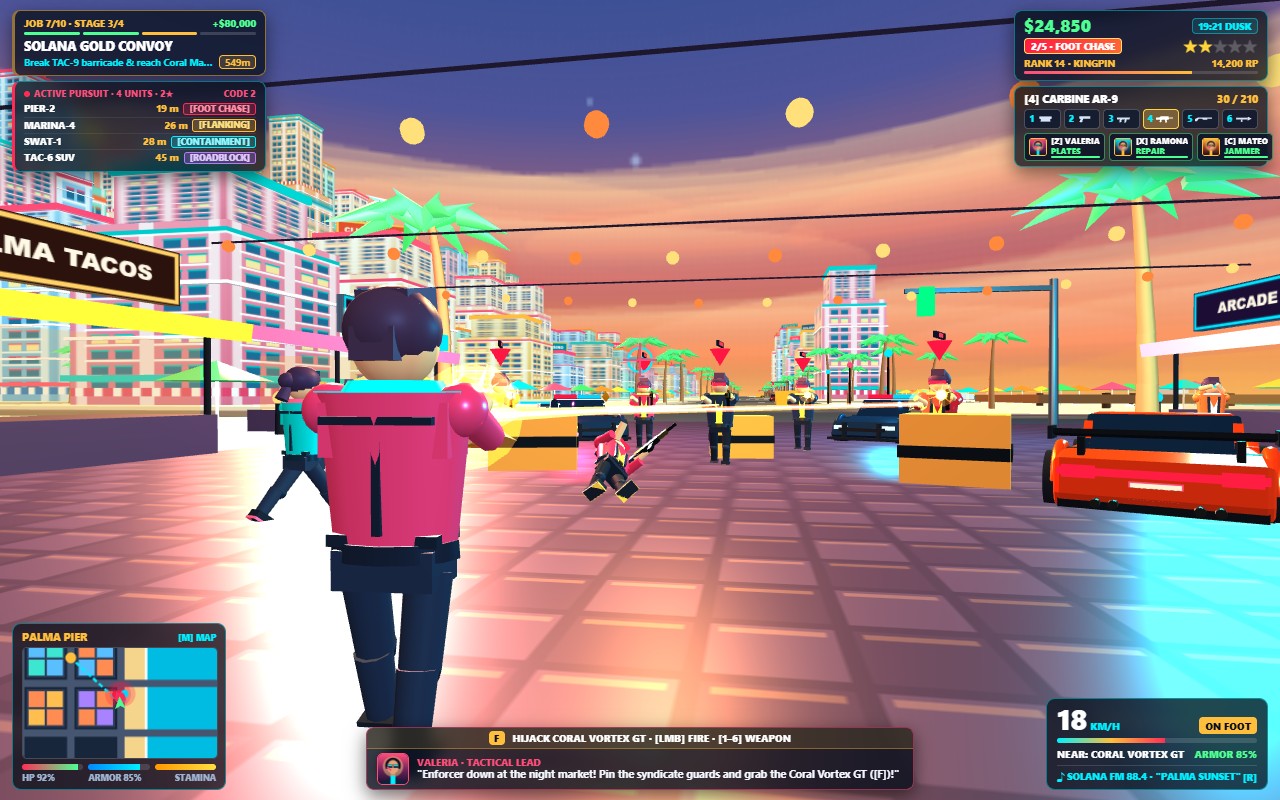 JOB 7/10 · STAGE 3/4 +$80,000
SOLANA GOLD CONVOY
Break TAC-9 barricade & reach Coral Ma... 549m
ACTIVE PURSUIT · 4 UNITS · 2★ CODE 2
PIER-2 19 m [FOOT CHASE]
MARINA-4 26 m [FLANKING]
SWAT-1 28 m [CONTAINMENT]
TAC-6 SUV 45 m [ROADBLOCK]
$24,850 19:21 DUSK
2/5 · FOOT CHASE ★★★★★
RANK 14 · KINGPIN 14,200 RP
[4] CARBINE AR-9 30 / 210
1 2 3 4 5 6
[Z] VALERIA PLATES
[X] RAMONA REPAIR
[C] MATEO JAMMER
LMA TACOS
ARCADE
PALMA PIER [M] MAP
HP 92% ARMOR 85% STAMINA
F HIJACK CORAL VORTEX GT · [LMB] FIRE · [1–6] WEAPON
VALERIA · TACTICAL LEAD
"Enforcer down at the night market! Pin the syndicate guards and grab the Coral Vortex GT ([F])!"
18 KM/H ON FOOT
NEAR: CORAL VORTEX GT ARMOR 85%
♪ SOLANA FM 88.4 · "PALMA SUNSET" [R]